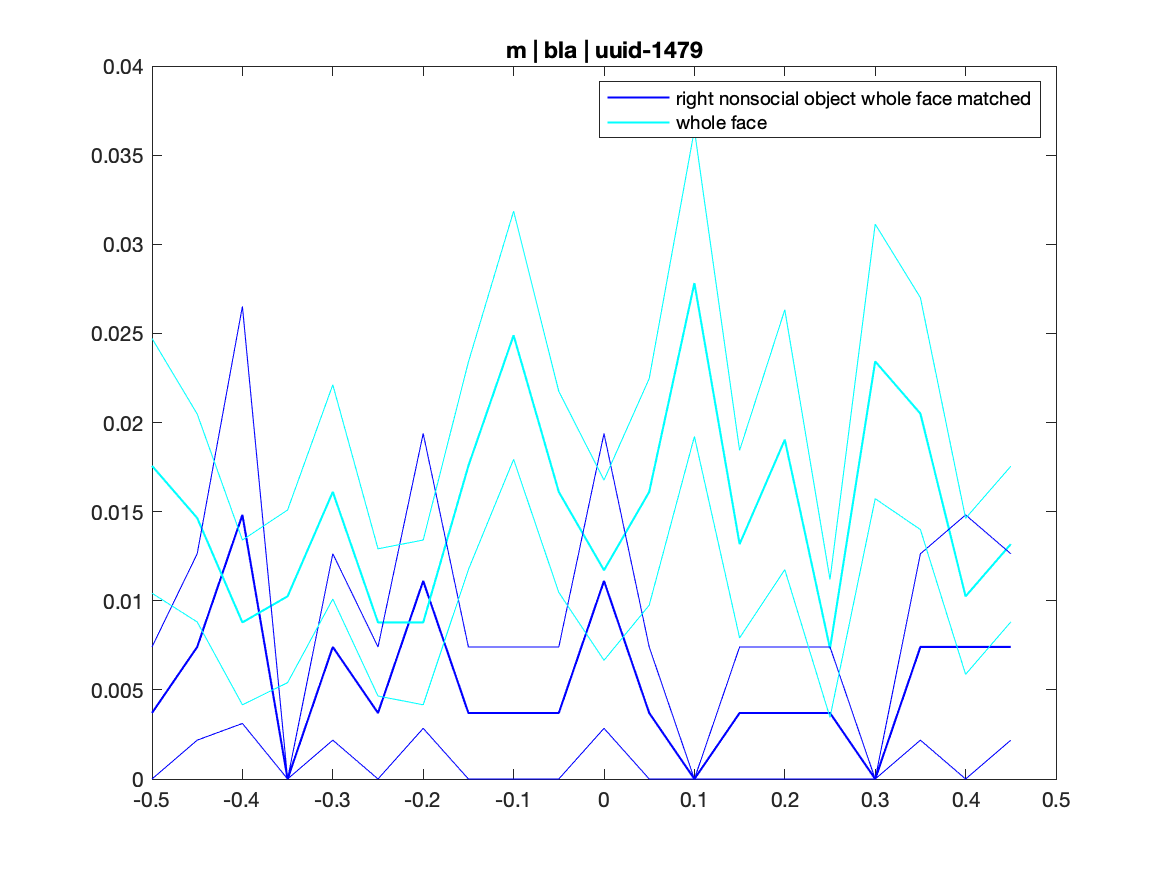 m | bla | uuid-1479
right nonsocial object whole face matched
whole face
0.04
0.035
0.03
0.025
0.02
0.015
0.01
0.005
0
-0.5 -0.4 -0.3 -0.2 -0.1 0 0.1 0.2 0.3 0.4 0.5